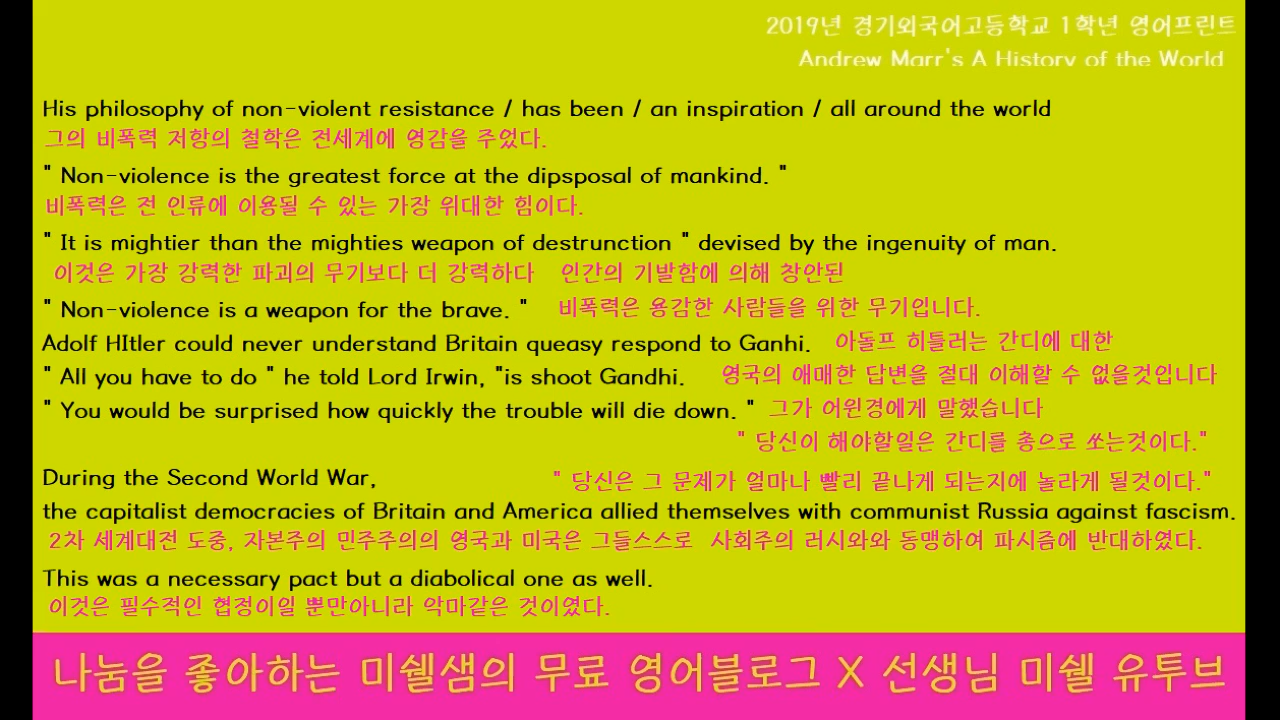 2019년 경기외국어고등학교 1학년 영어프린트
Andrew Marr's A History of the World
His philosophy of non-violent resistance / has been / an inspiration / all around the world
그의 비폭력 저항의 철학은 전세계에 영감을 주었다.
" Non-violence is the greatest force at the dipsposal of mankind. "
비폭력은 전 인류에 이용될 수 있는 가장 위대한 힘이다.
" It is mightier than the mighties weapon of destrunction " devised by the ingenuity of man.
이것은 가장 강력한 파괴의 무기보다 더 강력하다 인간의 기발함에 의해 창안된
" Non-violence is a weapon for the brave. " 비폭력은 용감한 사람들을 위한 무기입니다.
Adolf HItler could never understand Britain queasy respond to Ganhi. 아돌프 히틀러는 간디에 대한
" All you have to do " he told Lord Irwin, "is shoot Gandhi. 영국의 애매한 답변을 절대 이해할 수 없을것입니다
" You would be surprised how quickly the trouble will die down. " 그가 어윈경에게 말했습니다
" 당신이 해야할일은 간디를 총으로 쏘는것이다."
During the Second World War, " 당신은 그 문제가 얼마나 빨리 끝나게 되는지에 놀라게 될것이다."
the capitalist democracies of Britain and America allied themselves with communist Russia against fascism.
2차 세계대전 도중, 자본주의 민주주의의 영국과 미국은 그들스스로 사회주의 러시와와 동맹하여 파시즘에 반대하였다.
This was a necessary pact but a diabolical one as well.
이것은 필수적인 협정이일 뿐만아니라 악마같은 것이였다.
나눔을 좋아하는 미쉘샘의 무료 영어블로그 X 선생님 미쉘 유투브